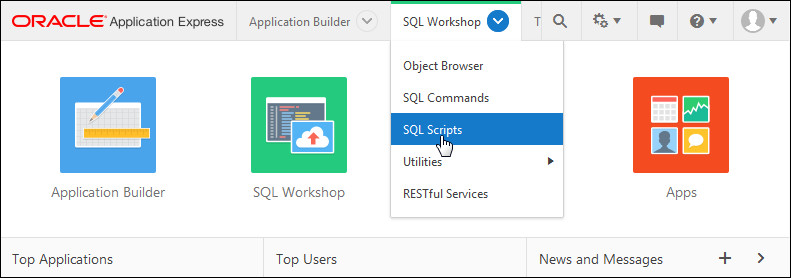 ORACLE Application Express
Application Builder
SQL Workshop
T
Object Browser
SQL Commands
SQL Scripts
Utilities
RESTful Services
Application Builder
SQL Workshop
Apps
Top Applications
Top Users
News and Messages